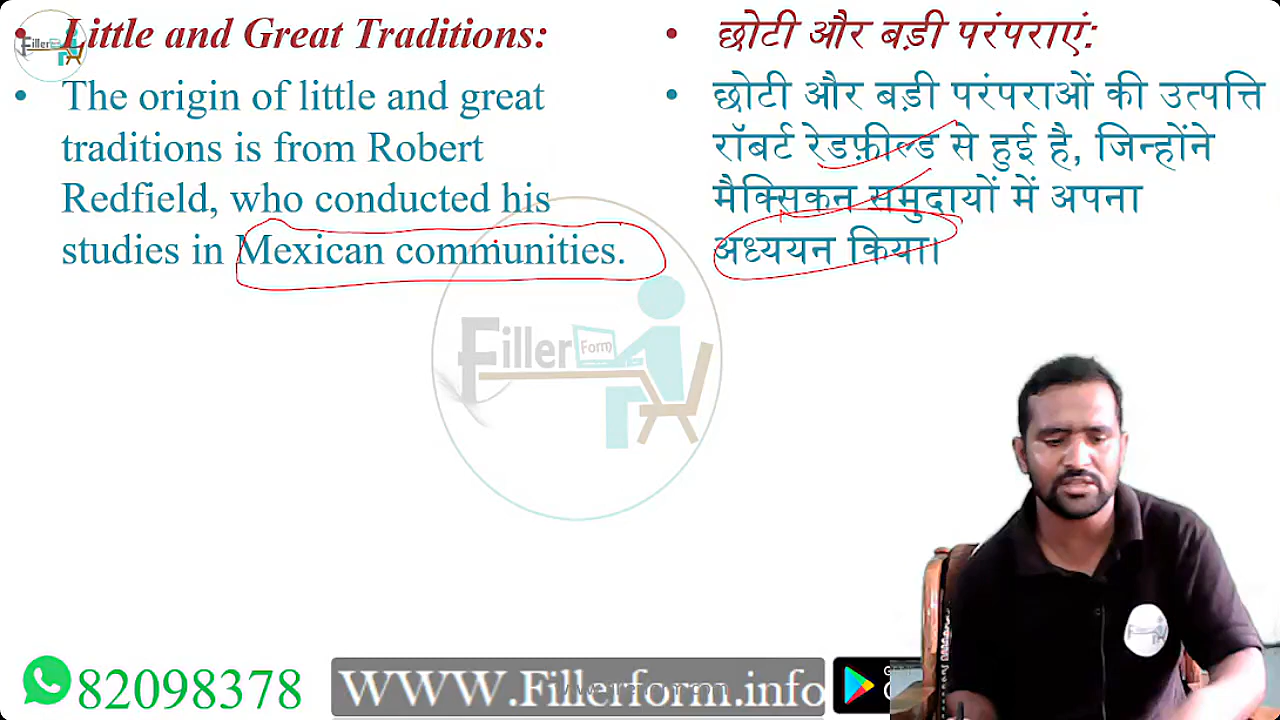 Filler
Little and Great Traditions:
The origin of little and great
traditions is from Robert
Redfield, who conducted his
studies in Mexican communities.
छोटी और बड़ी परंपराएं:
छोटी और बड़ी परंपराओं की उत्पत्ति
रॉबर्ट रेडफ़ील्ड से हुई है, जिन्होंने
मैक्सिकन समुदायों में अपना
अध्ययन किया।
Filler Form
82098378
WWW.Fillerform.info